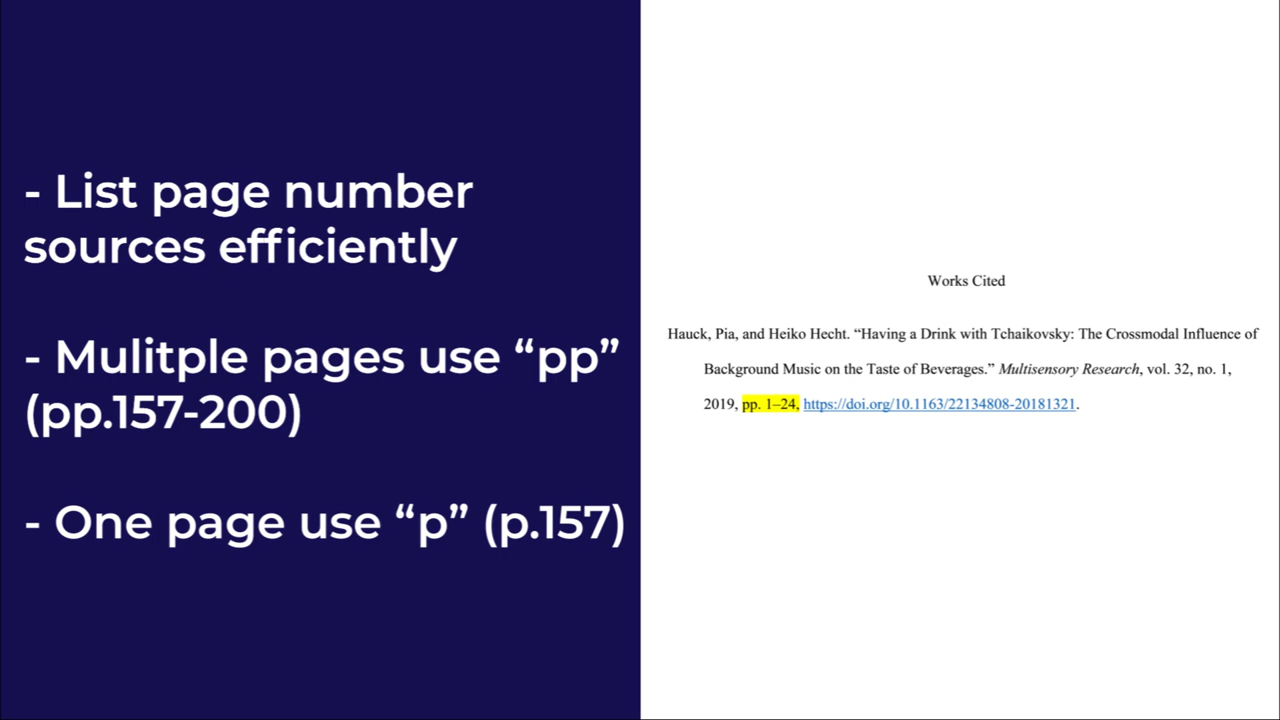 - List page number
sources efficiently
- Mulitple pages use “pp”
(pp.157-200)
- One page use “p” (p.157)
Works Cited
Hauck, Pia, and Heiko Hecht. “Having a Drink with Tchaikovsky: The Crossmodal Influence of
Background Music on the Taste of Beverages.” Multisensory Research, vol. 32, no. 1,
2019, pp. 1–24, https://doi.org/10.1163/22134808-20181321.